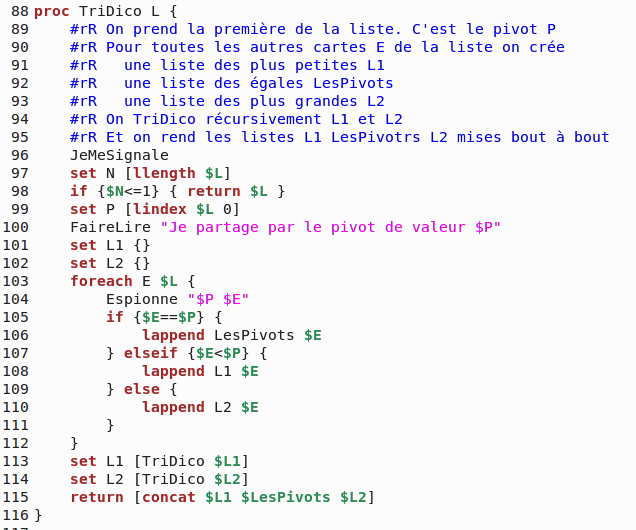 88 proc TriDico L {
89     #rR On prend la première de la liste. C'est le pivot P
90     #rR Pour toutes les autres cartes E de la liste on crée
91     #rR   une liste des plus petites L1
92     #rR   une liste des égales LesPivots
93     #rR   une liste des plus grandes L2
94     #rR On TriDico récursivement L1 et L2
95     #rR Et on rend les listes L1 LesPivotrs L2 mises bout à bout
96     JeMeSignale
97     set N [llength $L]
98     if {$N<=1} { return $L }
99     set P [lindex $L 0]
100     FaireLire "Je partage par le pivot de valeur $P"
101     set L1 {}
102     set L2 {}
103     foreach E $L {
104         Espionne "$P $E"
105         if {$E==$P} {
106             lappend LesPivots $E
107         } elseif {$E<$P} {
108             lappend L1 $E
109         } else {
110             lappend L2 $E
111         }
112     }
113     set L1 [TriDico $L1]
114     set L2 [TriDico $L2]
115     return [concat $L1 $LesPivots $L2]
116 }